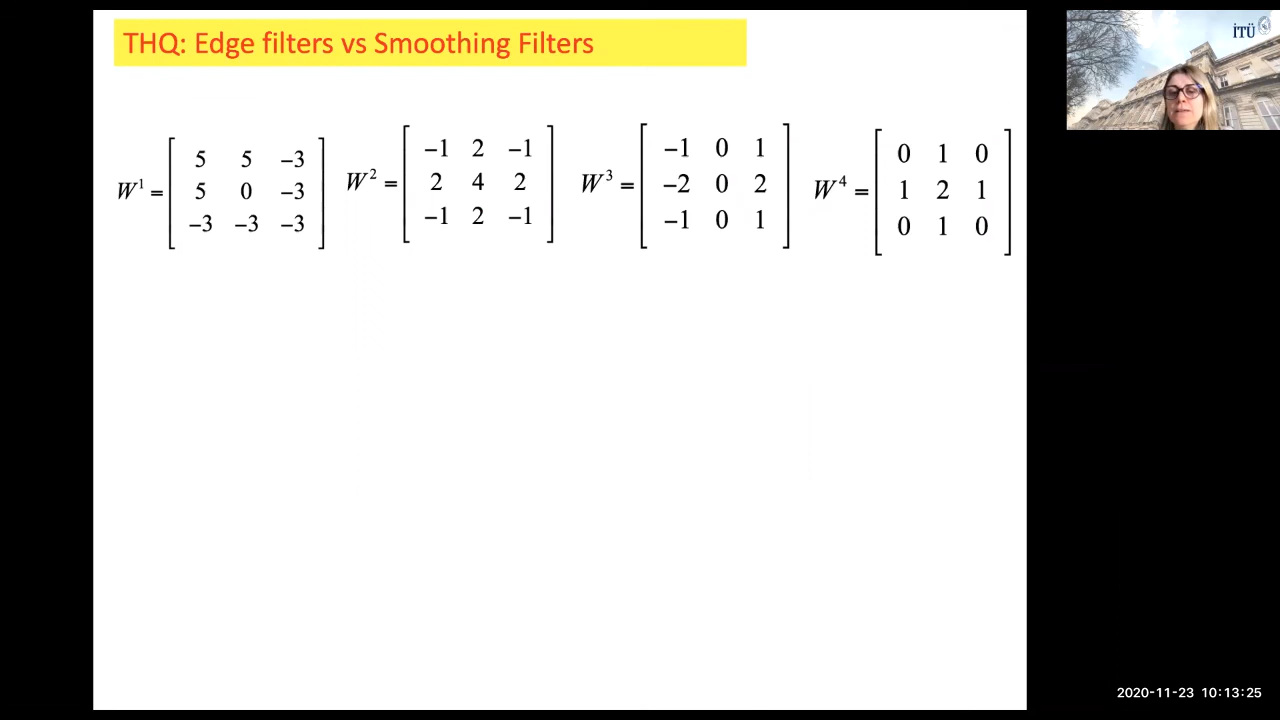 THQ: Edge filters vs Smoothing Filters
W¹ = [ 5 5 −3
5 0 −3
−3 −3 −3 ]
W² = [ −1 2 −1
2 4 2
−1 2 −1 ]
W³ = [ −1 0 1
−2 0 2
−1 0 1 ]
W⁴ = [ 0 1 0
1 2 1
0 1 0 ]
İTÜ
2020-11-23 10:13:25